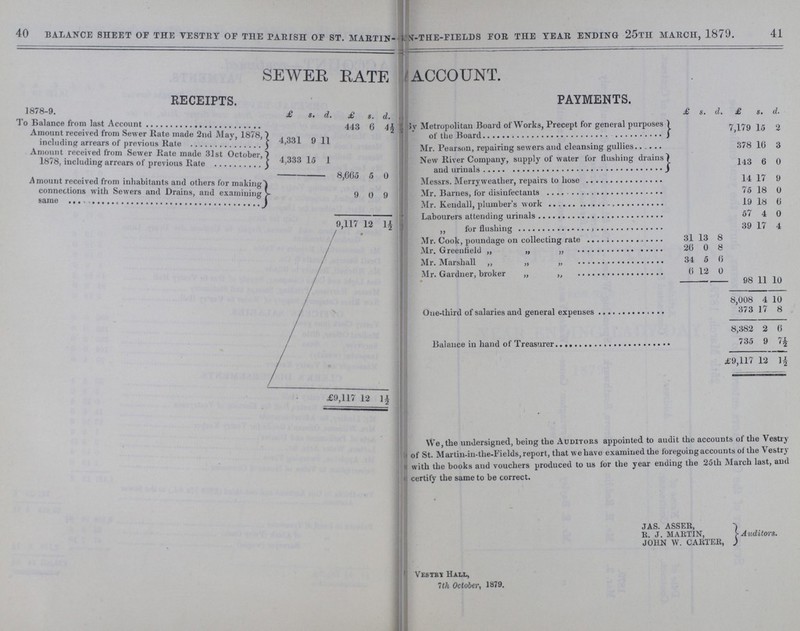 40 BALANCE SHEET OF THE VESTRY OF THE PARISH OF ST. MARTIN-IN-THE-FIELDS FOR THE YEAR ENDING 25TH MARCH, 1879. 41
SEWER RATE ACCOUNT.
RECEIPTS.
1878-9. £ s. d. £ s. d.
To Balance from last Account 443 6 4½
Amount received from Sewer Rate made 2nd May, 1878,
including arrears of previous Rate 4,331 9 11
Amount received from Sewer Rate made 31st October,
1878, including arrears of previous Rate 4,333 15 1
8,665 5 0
Amount received from inhabitants and others for making
connections with Sewers and Drains, and examining
same 9 0 9
9,117 12 1½
£9,117 12 1½
PAYMENTS.
£ s. d. £ s. d.
By Metropolitan Board of Works, Precept for general purposes
of the Board 7,179 15 2
Mr. Pearson, repairing sewers and cleansing gullies 378 16 3
New River Company, supply of water for flushing drains
and urinals 143 6 0
Messrs. Merryweather, repairs to hose 14 17 9
Mr. Barnes, for disinfectants 75 18 0
Mr. Kendall, plumber's work 19 18 6
Labourers attending urinals 57 4 0
„ for flushing 39 17 4
Mr. Cook, poundage on collecting rate 31 13 8
Mr. Greenfield „ „ „ 26 0 8
Mr. Marshall „ „ „ 34 5 6
Mr. Gardner, broker „ „ 6 12 0
98 11 10
8,008 4 10
One-third of salaries and general expenses 373 17 8
8,382 2 6
Balance in hand of Treasurer 735 9 7½
£9,117 12 1½
We, the undersigned, being the AUDITORS appointed to audit the accounts of the Vestry
of St. Martin-in-the-Fields, report, that we have examined the foregoing accounts of the Vestry
with the books and vouchers produced to us for the year ending the 25th March last, and
certify the same to be correct.
JAS. ASSER,
R. J. MARTIN,
JOHN W. CARTER,
Auditors.
VESTRY HALL,
7th October, 1879.